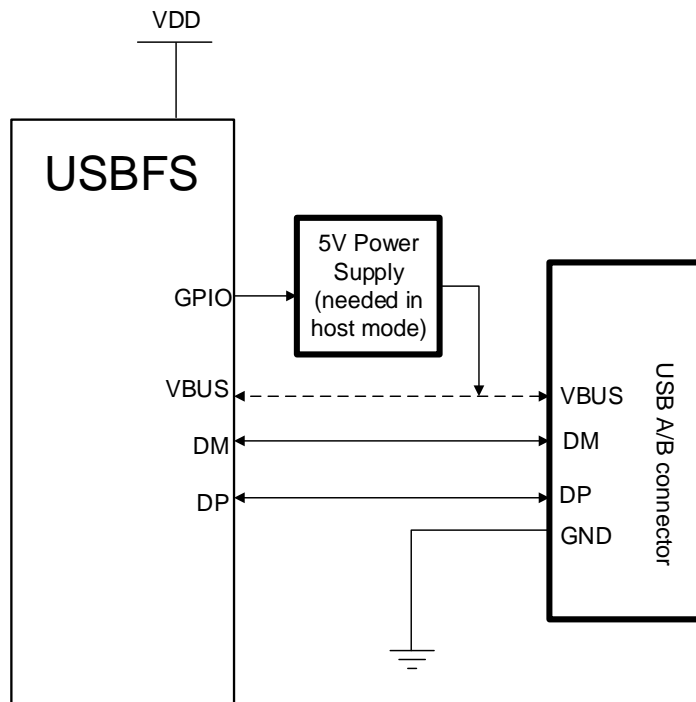 VDD
USBFS
5V Power
Supply
(needed in
host mode)
GPIO
VBUS
VBUS
DM
DM
DP
DP
GND
USB A/B connector